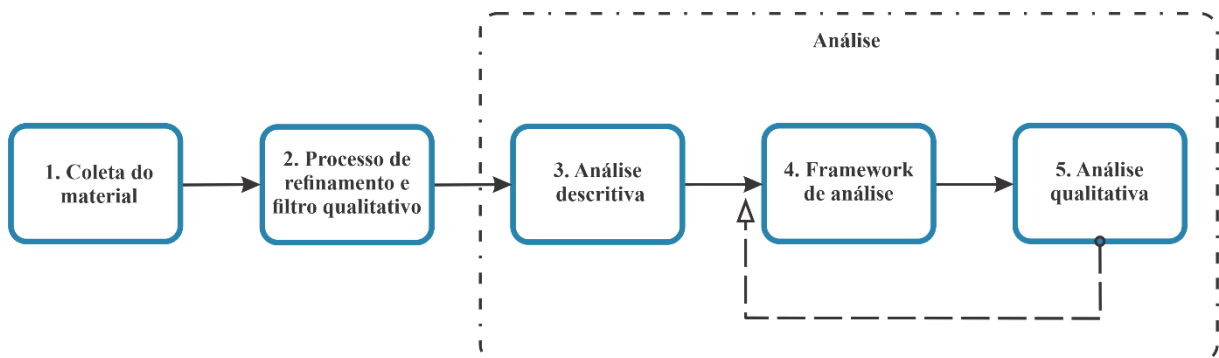 Análise
1. Coleta do
material
2. Processo de
refinamento e
filtro qualitativo
3. Análise
descritiva
4. Framework
de análise
5. Análise
qualitativa